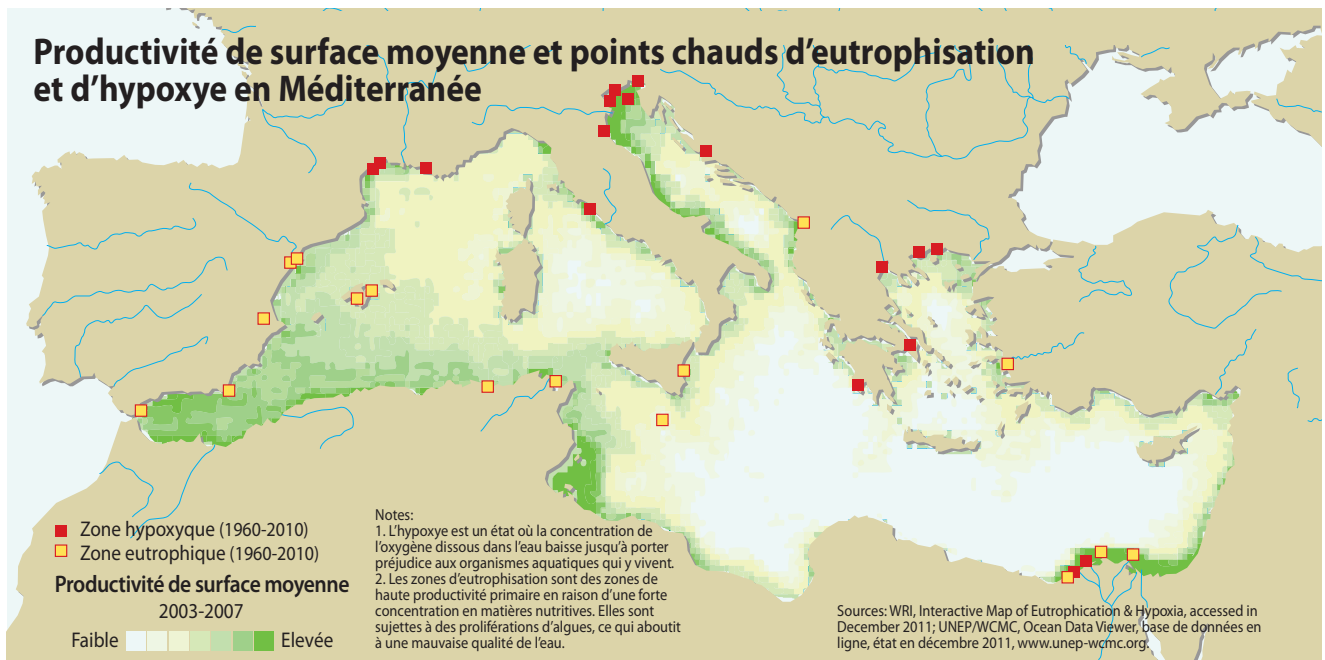 Productivité de surface moyenne et points chauds d'eutrophisation
et d'hypoxye en Méditerranée
Zone hypoxyque (1960-2010)
Zone eutrophique (1960-2010)
Productivité de surface moyenne
2003-2007
Faible Elevée
Notes:
1. L'hypoxye est un état où la concentration de
l'oxygène dissous dans l'eau baisse jusqu'à porter
préjudice aux organismes aquatiques qui y vivent.
2. Les zones d'eutrophisation sont des zones de
haute productivité primaire en raison d'une forte
concentration en matières nutritives. Elles sont
sujettes à des proliférations d'algues, ce qui aboutit
à une mauvaise qualité de l'eau.
Sources: WRI, Interactive Map of Eutrophication & Hypoxia, accessed in
December 2011; UNEP/WCMC, Ocean Data Viewer, base de données en
ligne, état en décembre 2011, www.unep-wcmc.org.